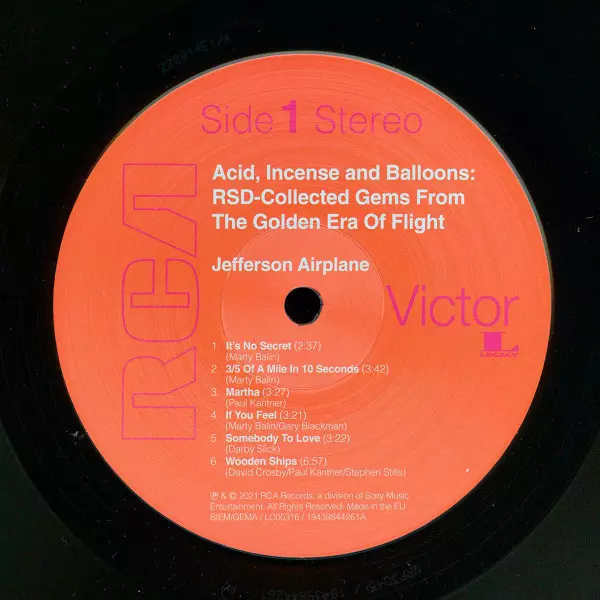 Side 1 Stereo
RCA
Acid, Incense and Balloons:
RSD-Collected Gems From
The Golden Era Of Flight
Jefferson Airplane
Victor
L
LEGACY
1. It's No Secret (2:37)
(Marty Balin)
2. 3/5 Of A Mile In 10 Seconds (3:42)
(Marty Balin)
3. Martha (3:27)
(Paul Kantner)
4. If You Feel (3:21)
(Marty Balin/Gary Blackman)
5. Somebody To Love (3:22)
(Darby Slick)
6. Wooden Ships (6:57)
(David Crosby/Paul Kantner/Stephen Stills)
℗ & © 2021 RCA Records, a division of Sony Music
Entertainment. All Rights Reserved. Made in the EU
BIEM/GEMA / LC00316 / 19439844261A